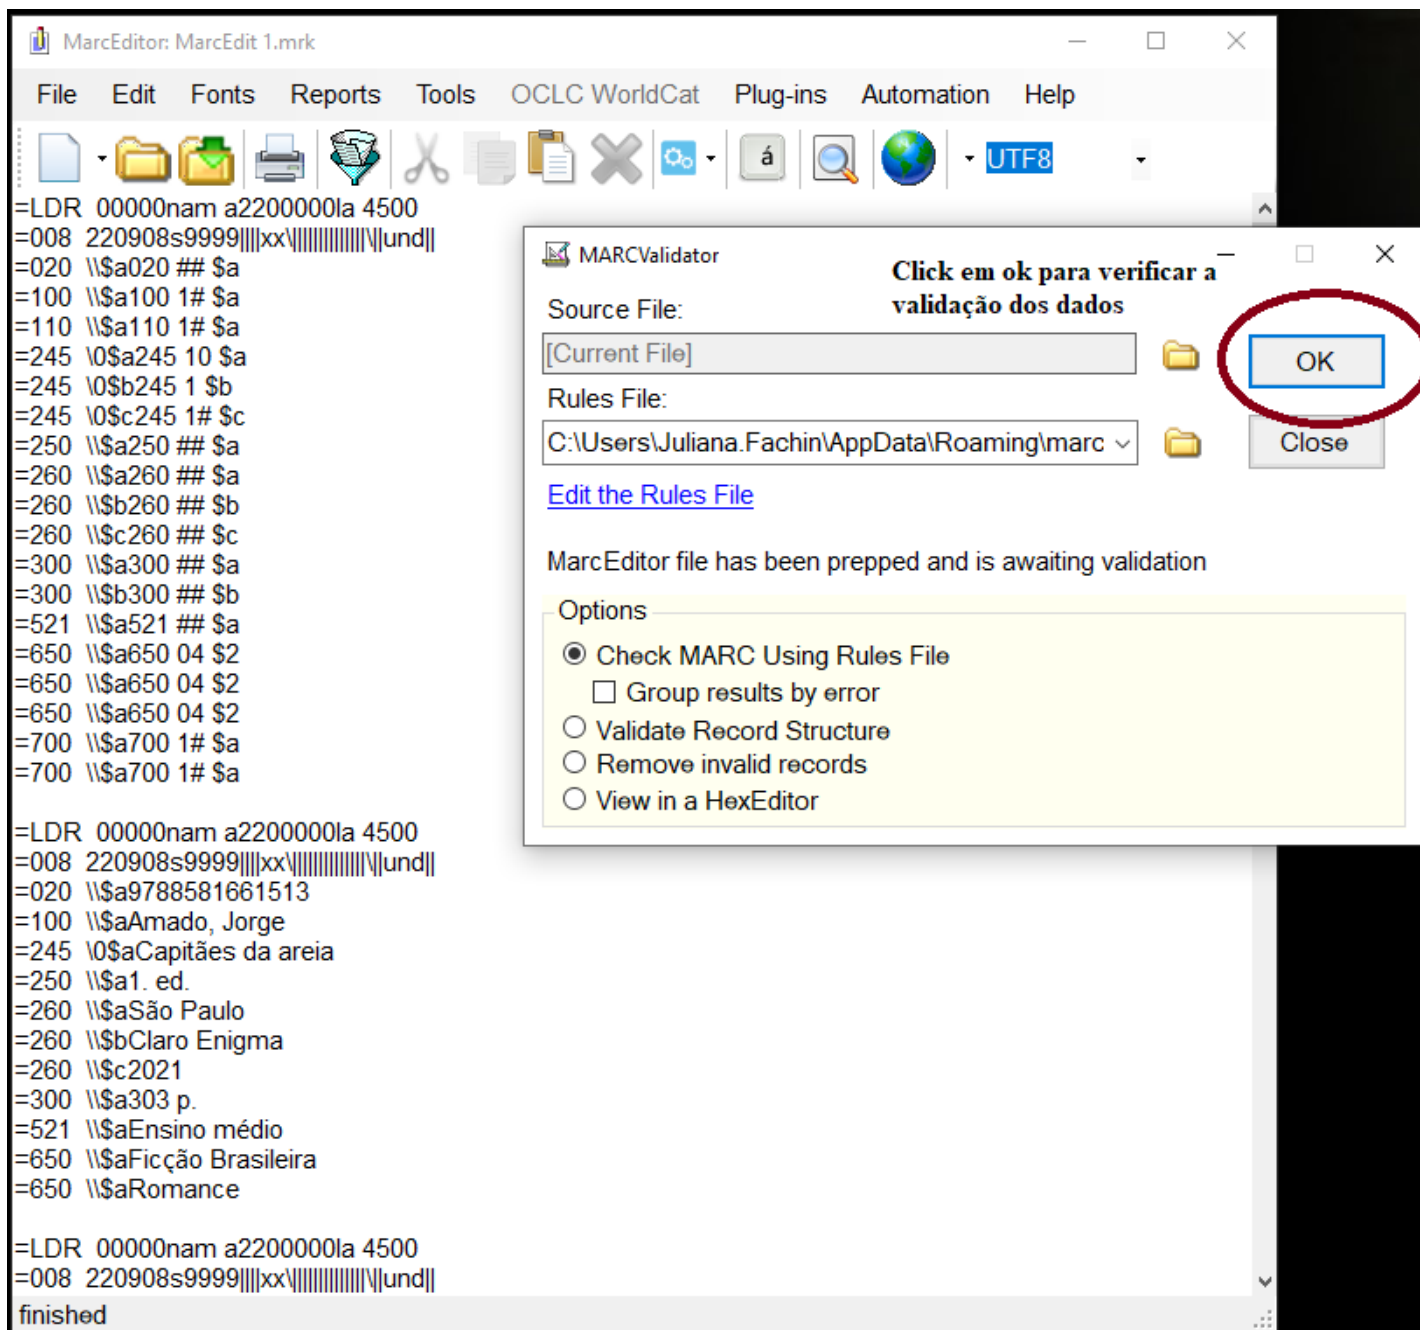 MarcEditor: MarcEdit 1.mrk
File Edit Fonts Reports Tools OCLC WorldCat Plug-ins Automation Help
á UTF8
=LDR  00000nam a2200000la 4500
=008  220908s9999||||xx\||||||||||||||\||und||
=020  \\$a020 ## $a
=100  \\$a100 1# $a
=110  \\$a110 1# $a
=245  \0$a245 10 $a
=245  \0$b245 1 $b
=245  \0$c245 1# $c
=250  \\$a250 ## $a
=260  \\$a260 ## $a
=260  \\$b260 ## $b
=260  \\$c260 ## $c
=300  \\$a300 ## $a
=300  \\$b300 ## $b
=521  \\$a521 ## $a
=650  \\$a650 04 $2
=650  \\$a650 04 $2
=650  \\$a650 04 $2
=700  \\$a700 1# $a
=700  \\$a700 1# $a
=LDR  00000nam a2200000la 4500
=008  220908s9999||||xx\||||||||||||||\||und||
=020  \\$a9788581661513
=100  \\$aAmado, Jorge
=245  \0$aCapitães da areia
=250  \\$a1. ed.
=260  \\$aSão Paulo
=260  \\$bClaro Enigma
=260  \\$c2021
=300  \\$a303 p.
=521  \\$aEnsino médio
=650  \\$aFicção Brasileira
=650  \\$aRomance
=LDR  00000nam a2200000la 4500
=008  220908s9999||||xx\||||||||||||||\||und||
finished
MARCValidator
Click em ok para verificar a
validação dos dados
Source File:
[Current File]
OK
Rules File:
C:\Users\Juliana.Fachin\AppData\Roaming\marc
Close
Edit the Rules File
MarcEditor file has been prepped and is awaiting validation
Options
Check MARC Using Rules File
Group results by error
Validate Record Structure
Remove invalid records
View in a HexEditor